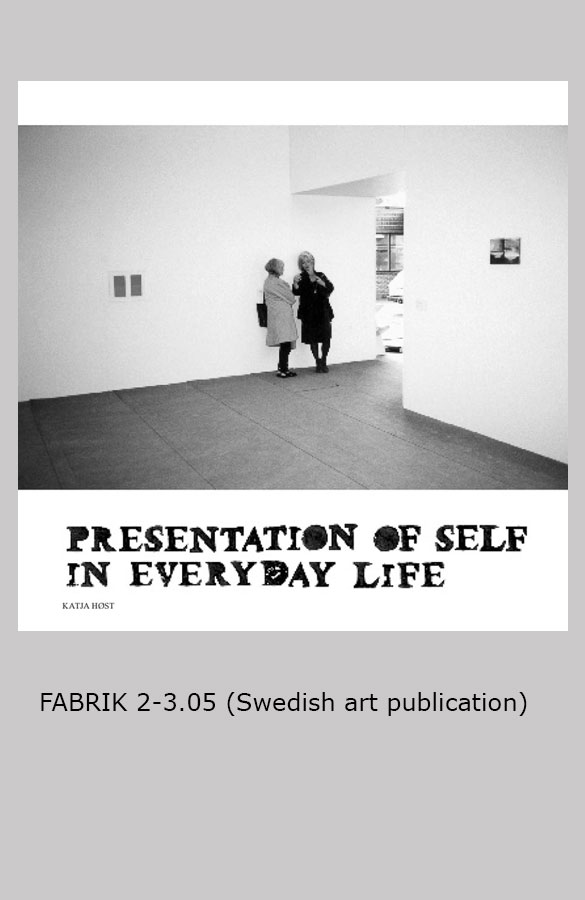 PRESENTATION OF SELF
IN EVERYDAY LIFE
KATJA HØST
FABRIK 2-3.05 (Swedish art publication)